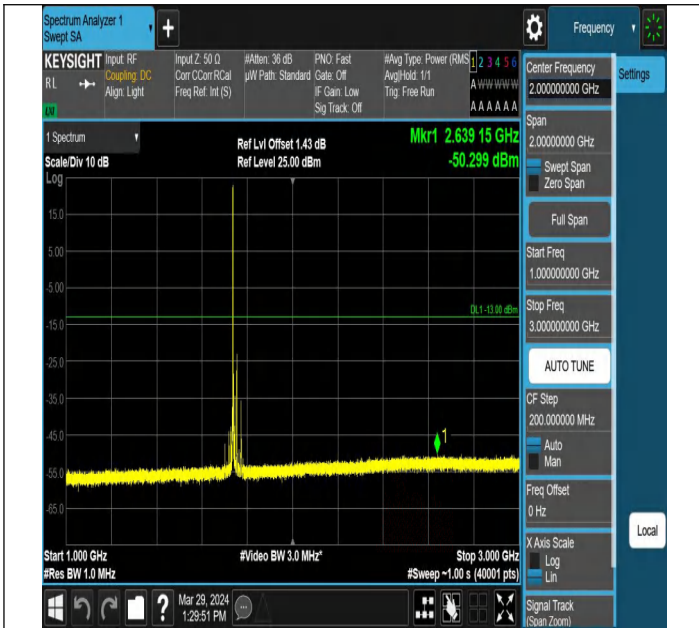 Spectrum Analyzer 1
Swept SA
Frequency
KEYSIGHT
RL
LXI
Input: RF
Coupling: DC
Align: Light
Input Z: 50 Ω
Corr CCorr RCal
Freq Ref: Int (S)
#Atten: 36 dB
µW Path: Standard
PNO: Fast
Gate: Off
IF Gain: Low
Sig Track: Off
#Avg Type: Power (RMS
Avg|Hold: 1/1
Trig: Free Run
1 2 3 4 5 6
A W W W W W
A A A A A A
1 Spectrum
Scale/Div 10 dB
Log
Ref Lvl Offset 1.43 dB
Ref Level 25.00 dBm
Mkr1 2.639 15 GHz
-50.299 dBm
15.0
5.00
-5.00
DL1 -13.00 dBm
-15.0
-25.0
-35.0
-45.0
1
-55.0
-65.0
Start 1.000 GHz
#Res BW 1.0 MHz
#Video BW 3.0 MHz*
Stop 3.000 GHz
#Sweep ~1.00 s (40001 pts)
Mar 29, 2024
1:29:51 PM
Center Frequency
2.000000000 GHz
Settings
Span
2.00000000 GHz
Swept Span
Zero Span
Full Span
Start Freq
1.000000000 GHz
Stop Freq
3.000000000 GHz
AUTO TUNE
CF Step
200.000000 MHz
Auto
Man
Freq Offset
0 Hz
X Axis Scale
Log
Lin
Local
Signal Track
(Span Zoom)